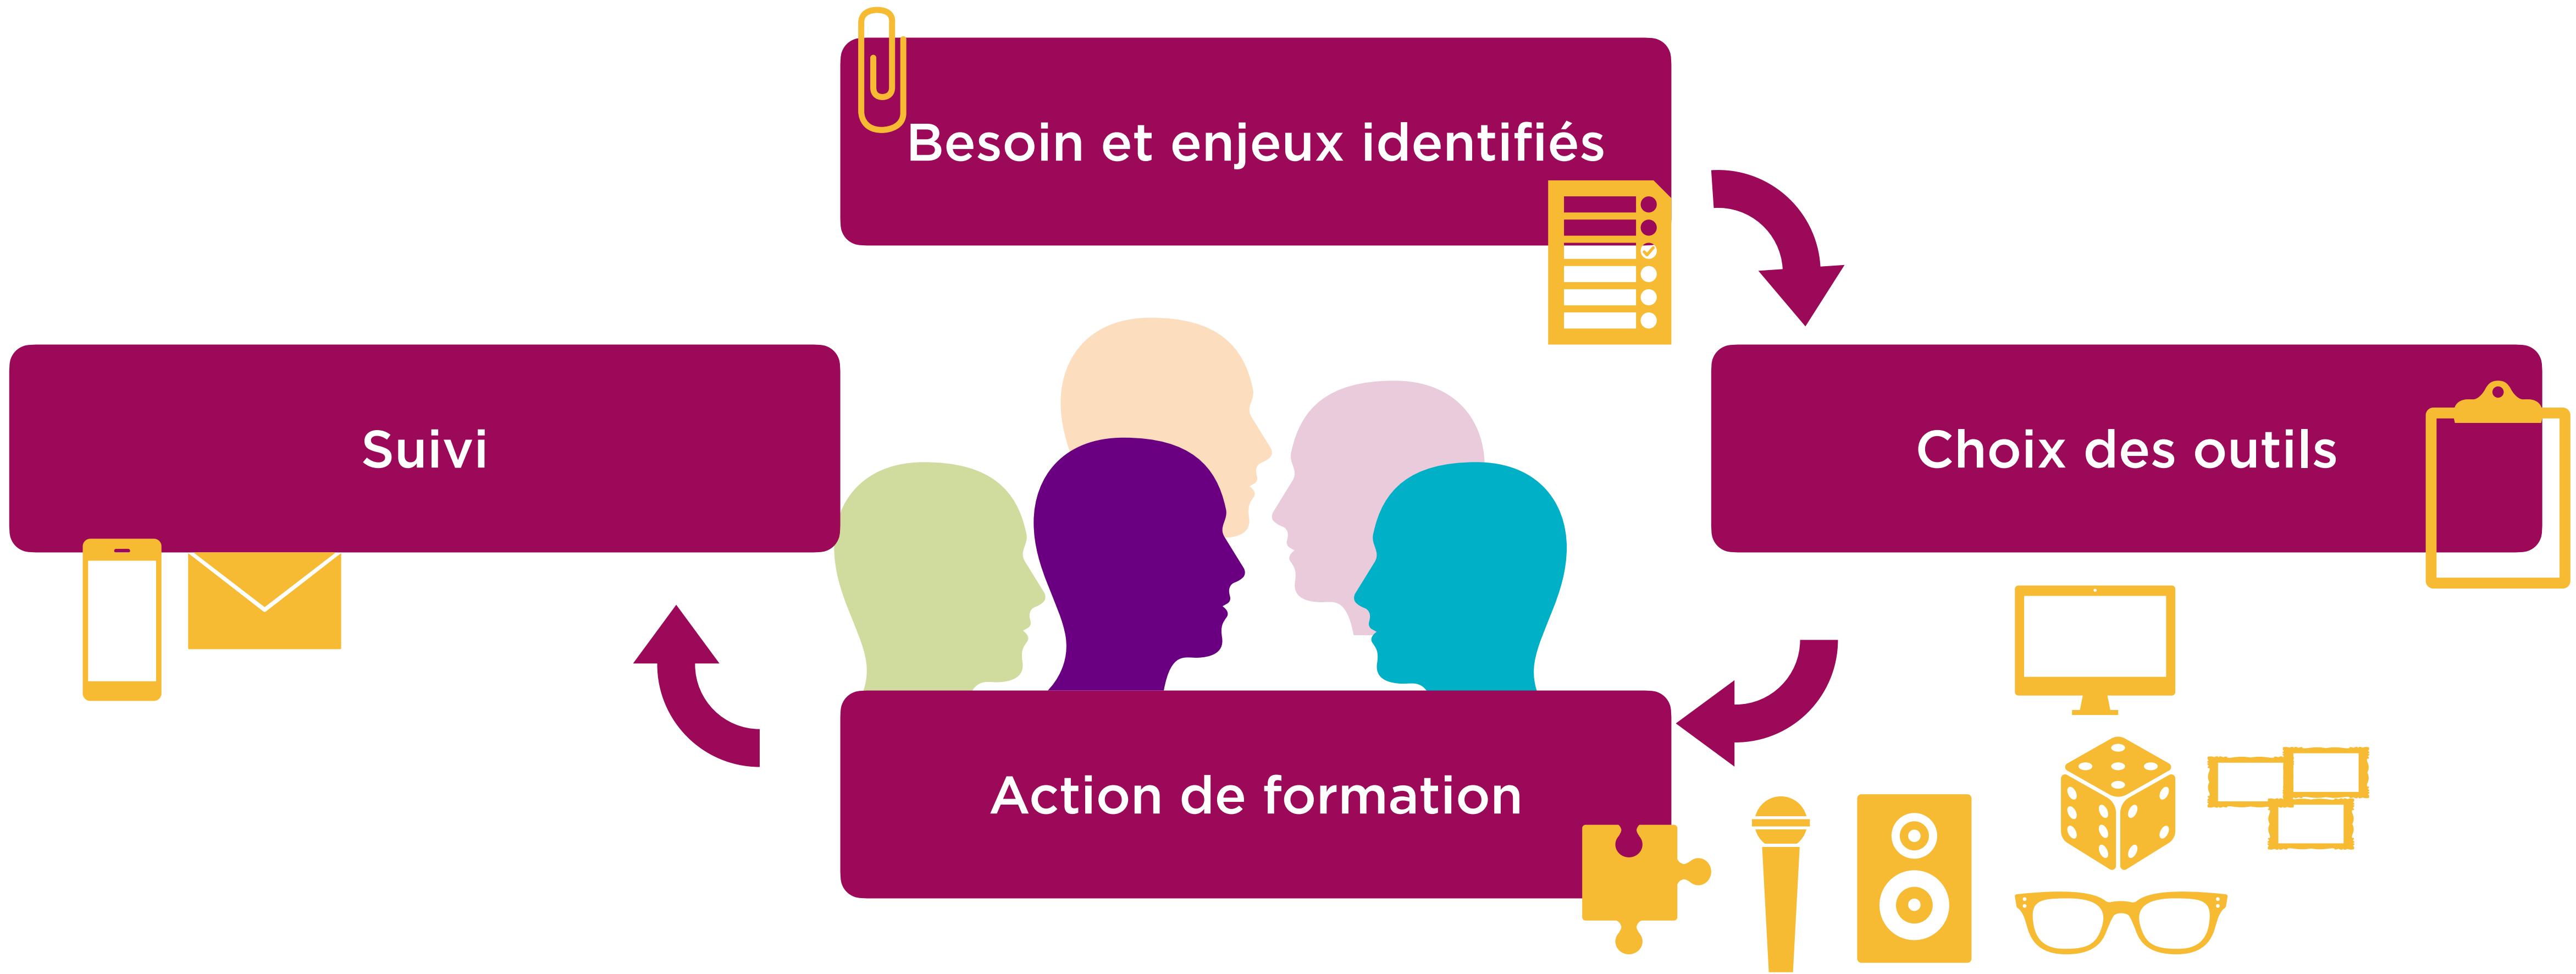 Besoin et enjeux identifiés
Suivi
Choix des outils
Action de formation